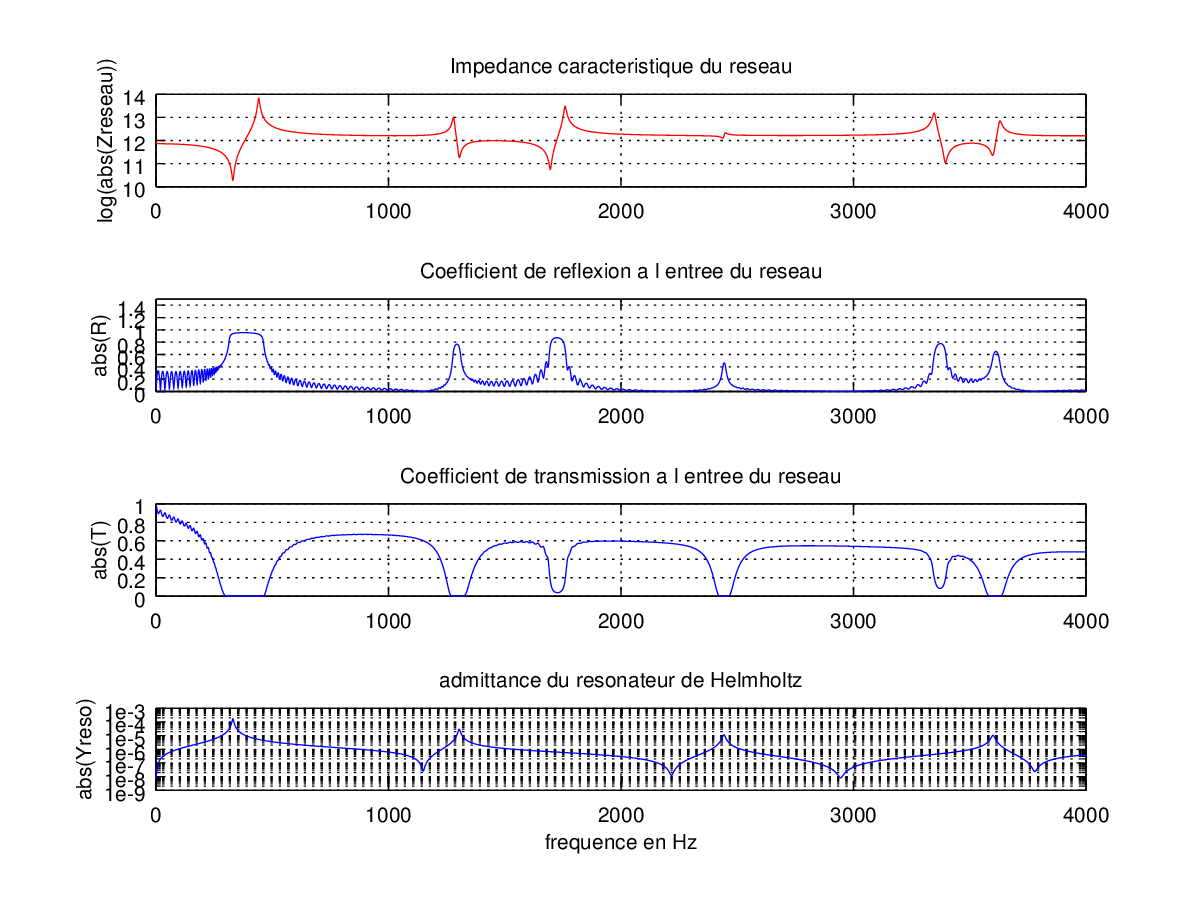 Impedance caracteristique du reseau
log(abs(Zreseau))
14
13
12
11
10
0 1000 2000 3000 4000
Coefficient de reflexion a l entree du reseau
abs(R)
1.4
1.2
1
0.8
0.6
0.4
0.2
0
0 1000 2000 3000 4000
Coefficient de transmission a l entree du reseau
abs(T)
1
0.8
0.6
0.4
0.2
0
0 1000 2000 3000 4000
admittance du resonateur de Helmholtz
abs(Yreso)
1e-3
1e-4
1e-5
1e-6
1e-7
1e-8
1e-9
0 1000 2000 3000 4000
frequence en Hz